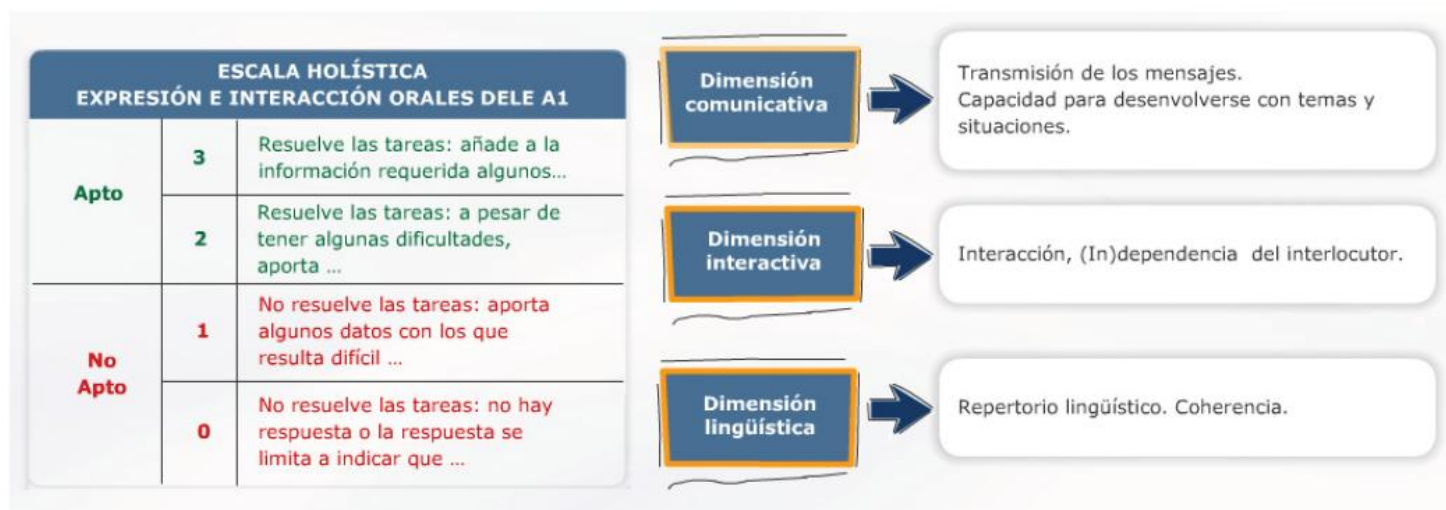 ESCALA HOLÍSTICA
EXPRESIÓN E INTERACCIÓN ORALES DELE A1
Apto
3
Resuelve las tareas: añade a la
información requerida algunos...
2
Resuelve las tareas: a pesar de
tener algunas dificultades,
aporta ...
No
Apto
1
No resuelve las tareas: aporta
algunos datos con los que
resulta difícil ...
0
No resuelve las tareas: no hay
respuesta o la respuesta se
limita a indicar que ...
Dimensión
comunicativa
Transmisión de los mensajes.
Capacidad para desenvolverse con temas y
situaciones.
Dimensión
interactiva
Interacción, (In)dependencia del interlocutor.
Dimensión
lingüística
Repertorio lingüístico. Coherencia.